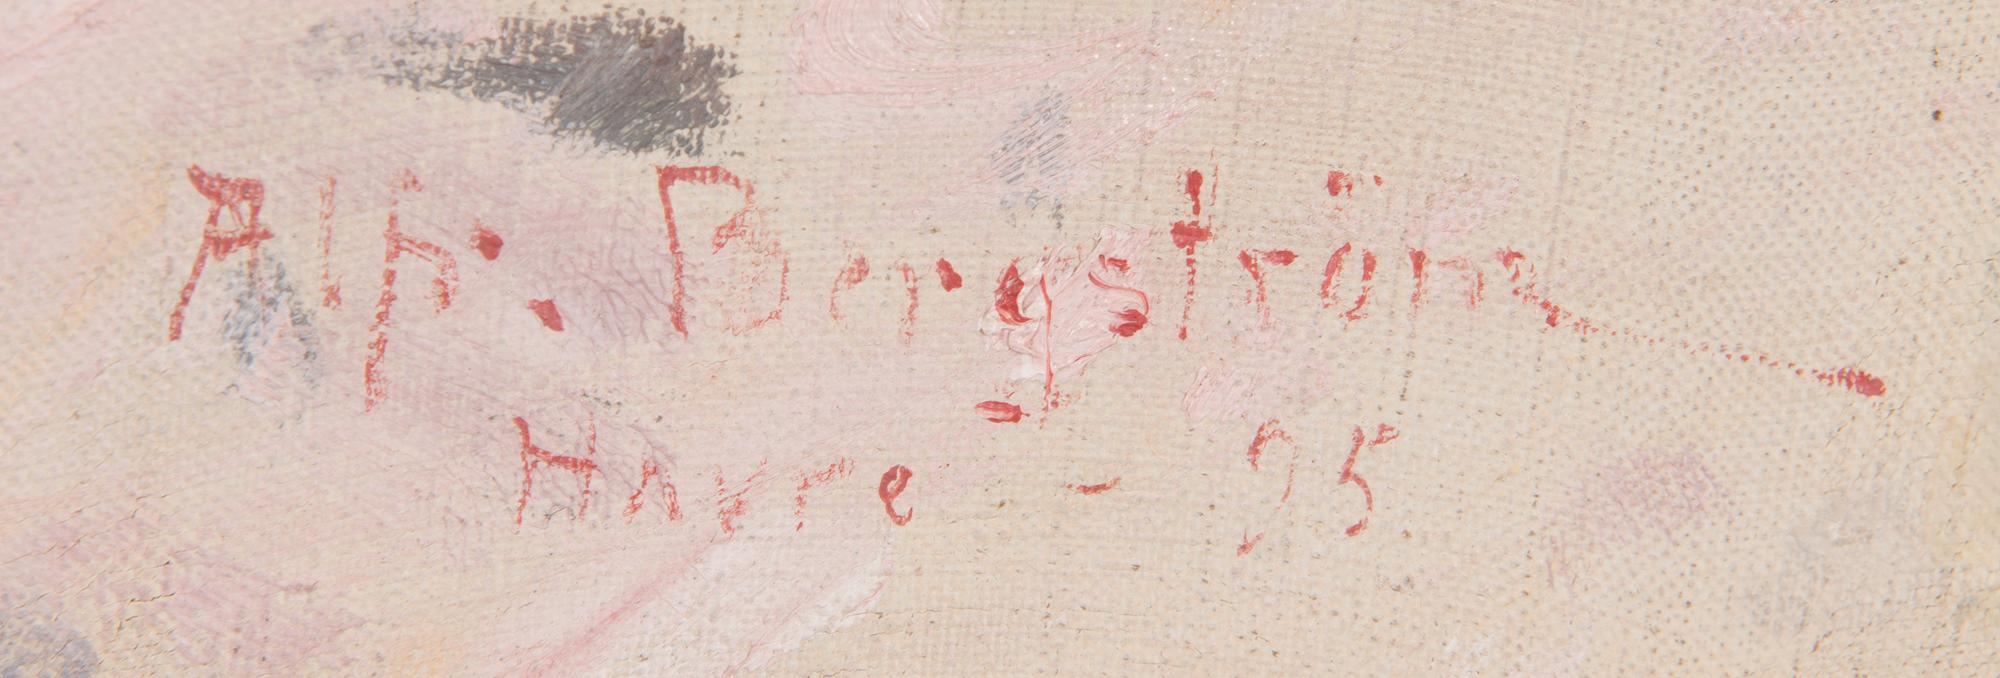 Alf: Bergström
Havre - 95